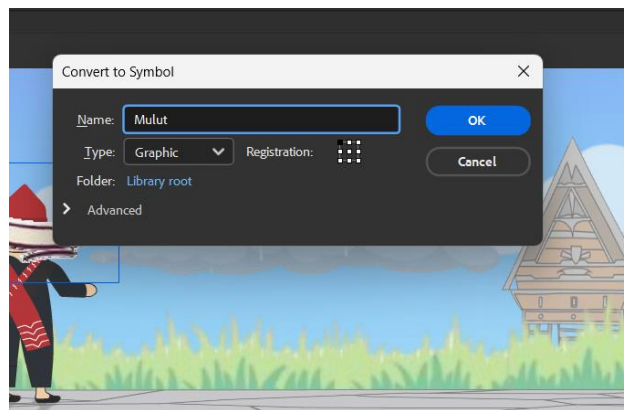 Convert to Symbol
Name: Mulut
OK
Type: Graphic Registration:
Cancel
Folder: Library root
Advanced